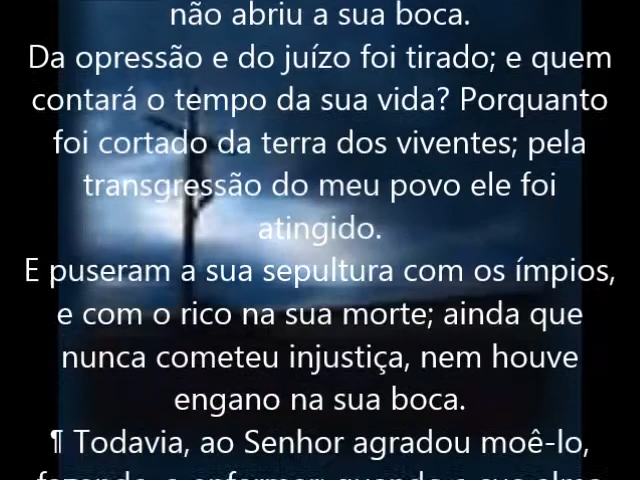 não abriu a sua boca.
Da opressão e do juízo foi tirado; e quem
contará o tempo da sua vida? Porquanto
foi cortado da terra dos viventes; pela
transgressão do meu povo ele foi
atingido.
E puseram a sua sepultura com os ímpios,
e com o rico na sua morte; ainda que
nunca cometeu injustiça, nem houve
engano na sua boca.
¶ Todavia, ao Senhor agradou moê-lo,